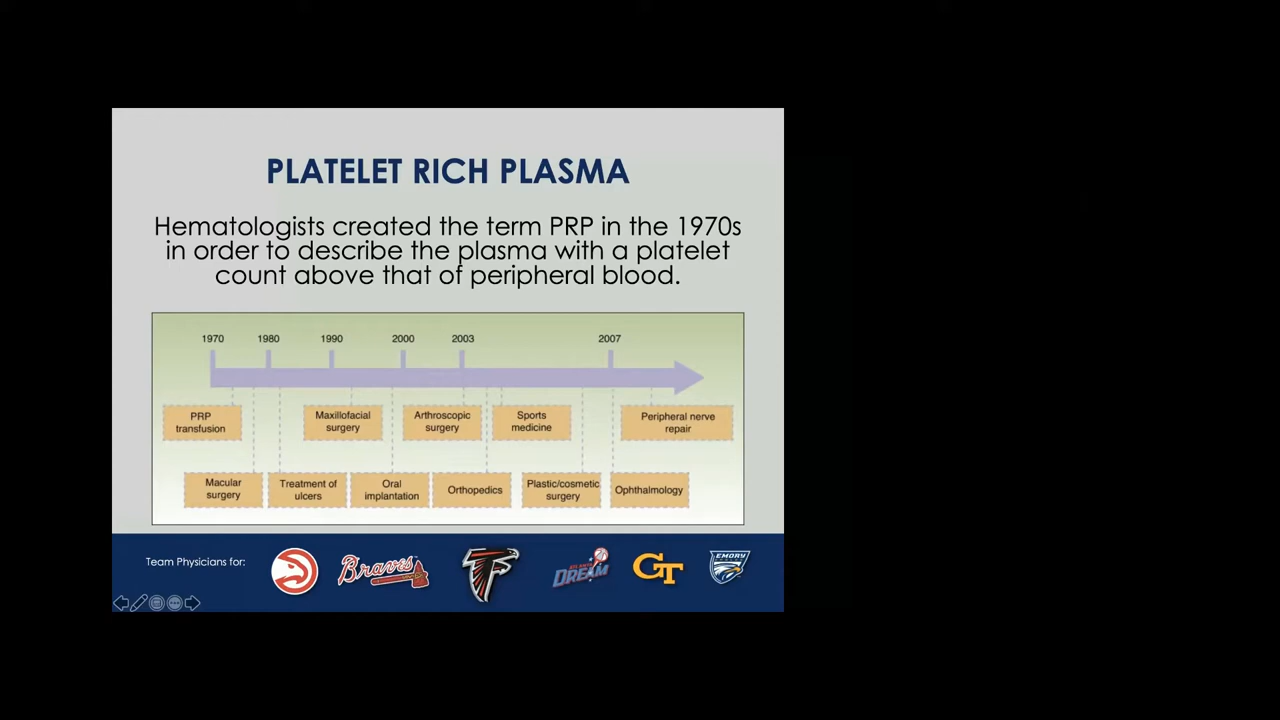 PLATELET RICH PLASMA
Hematologists created the term PRP in the 1970s
in order to describe the plasma with a platelet
count above that of peripheral blood.
1970 1980 1990 2000 2003 2007
PRP
transfusion
Maxillofacial
surgery
Arthroscopic
surgery
Sports
medicine
Peripheral nerve
repair
Macular
surgery
Treatment of
ulcers
Oral
implantation
Orthopedics
Plastic/cosmetic
surgery
Ophthalmology
Team Physicians for:
Braves
ATLANTA
DREAM
GT
EMORY